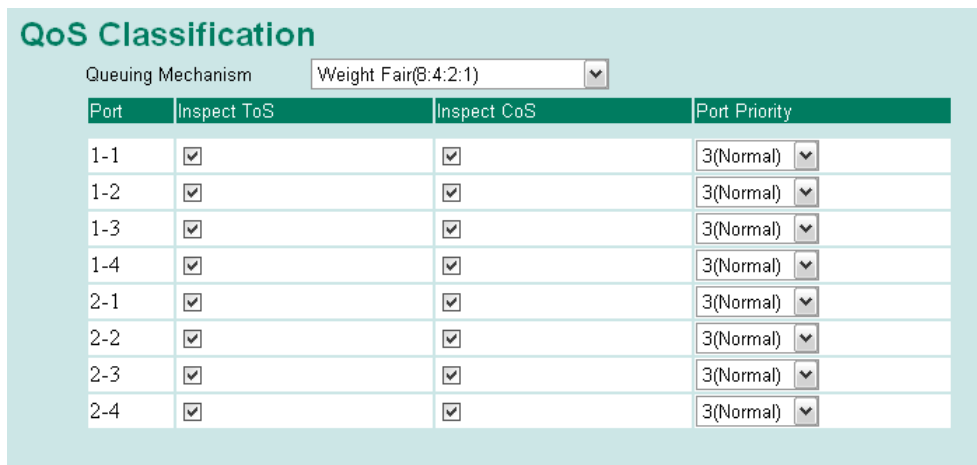 QoS Classification
Queuing Mechanism Weight Fair(8:4:2:1)
Port Inspect ToS Inspect CoS Port Priority
1-1 3(Normal)
1-2 3(Normal)
1-3 3(Normal)
1-4 3(Normal)
2-1 3(Normal)
2-2 3(Normal)
2-3 3(Normal)
2-4 3(Normal)